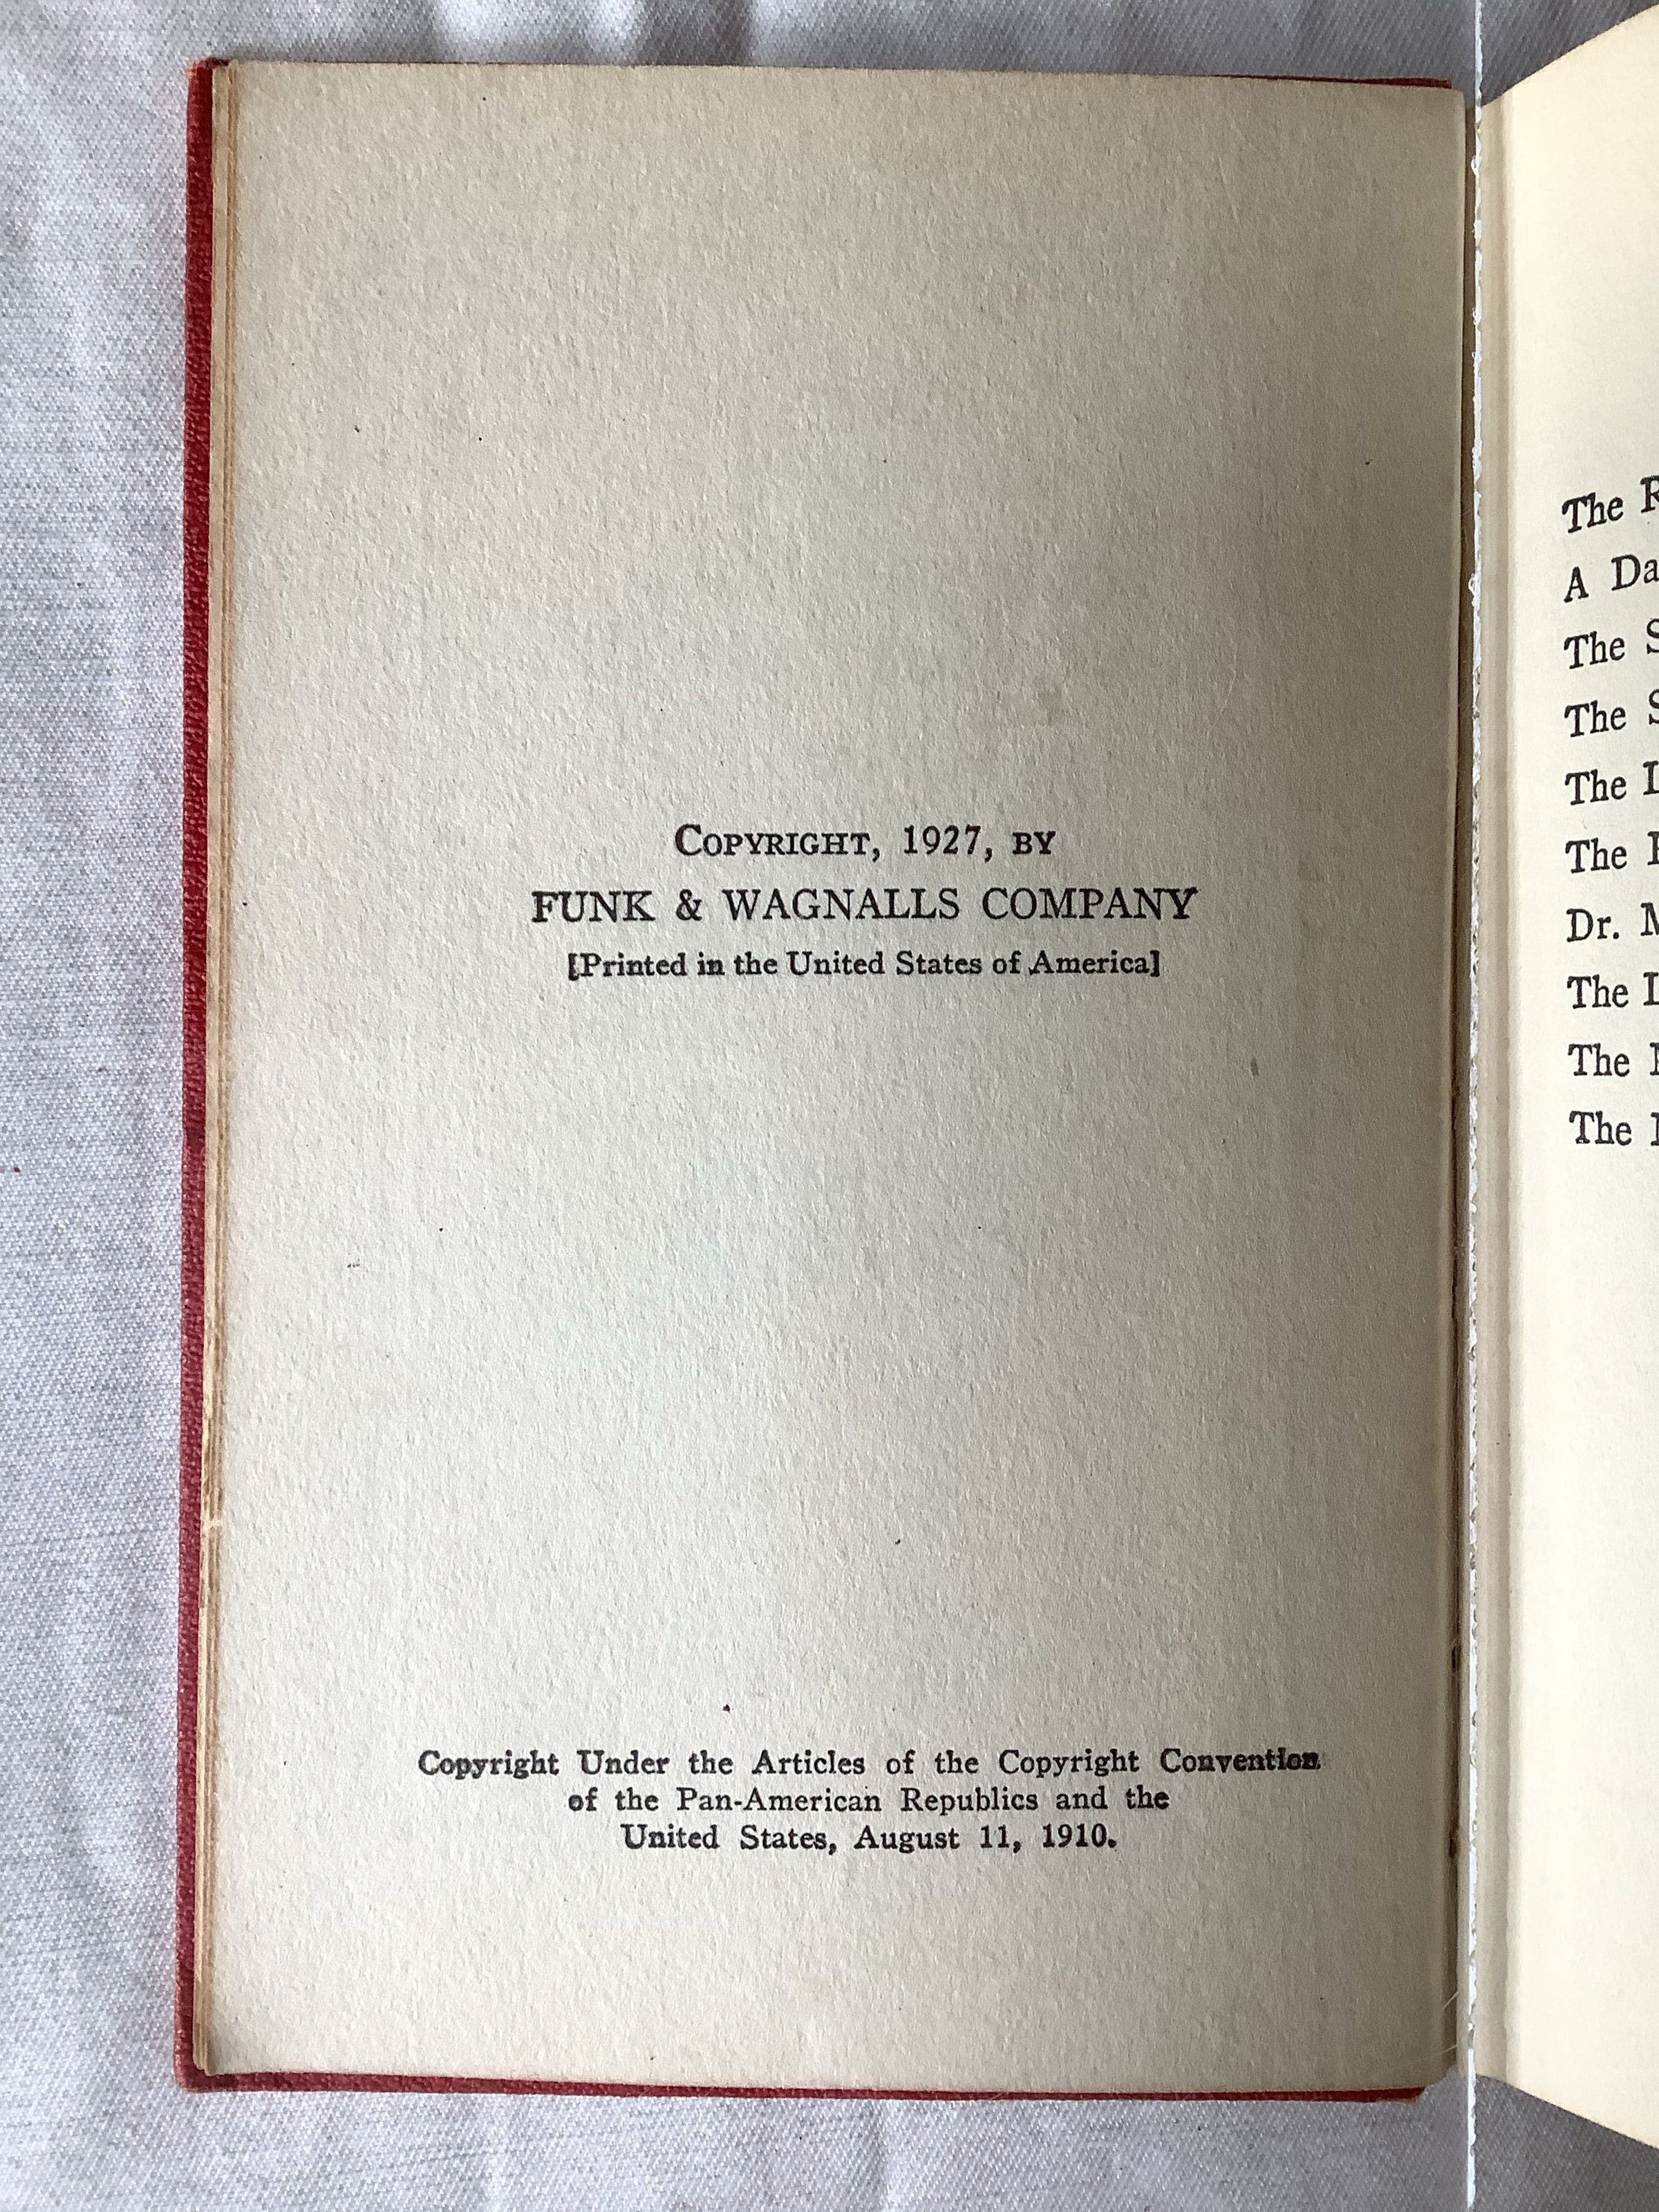 Copyright, 1927, by
FUNK & WAGNALLS COMPANY
[Printed in the United States of America]
Copyright Under the Articles of the Copyright Convention
of the Pan-American Republics and the
United States, August 11, 1910.
The
A
The
The
The
The
Dr.
The
The
The